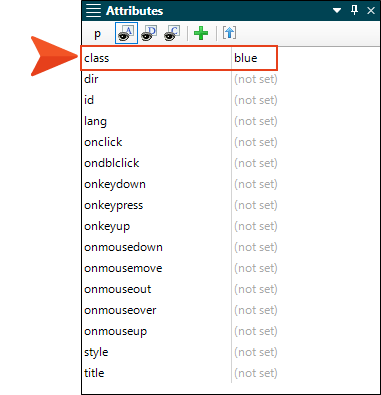 Attributes
p A D C
class blue
dir (not set)
id (not set)
lang (not set)
onclick (not set)
ondblclick (not set)
onkeydown (not set)
onkeypress (not set)
onkeyup (not set)
onmousedown (not set)
onmousemove (not set)
onmouseout (not set)
onmouseover (not set)
onmouseup (not set)
style (not set)
title (not set)